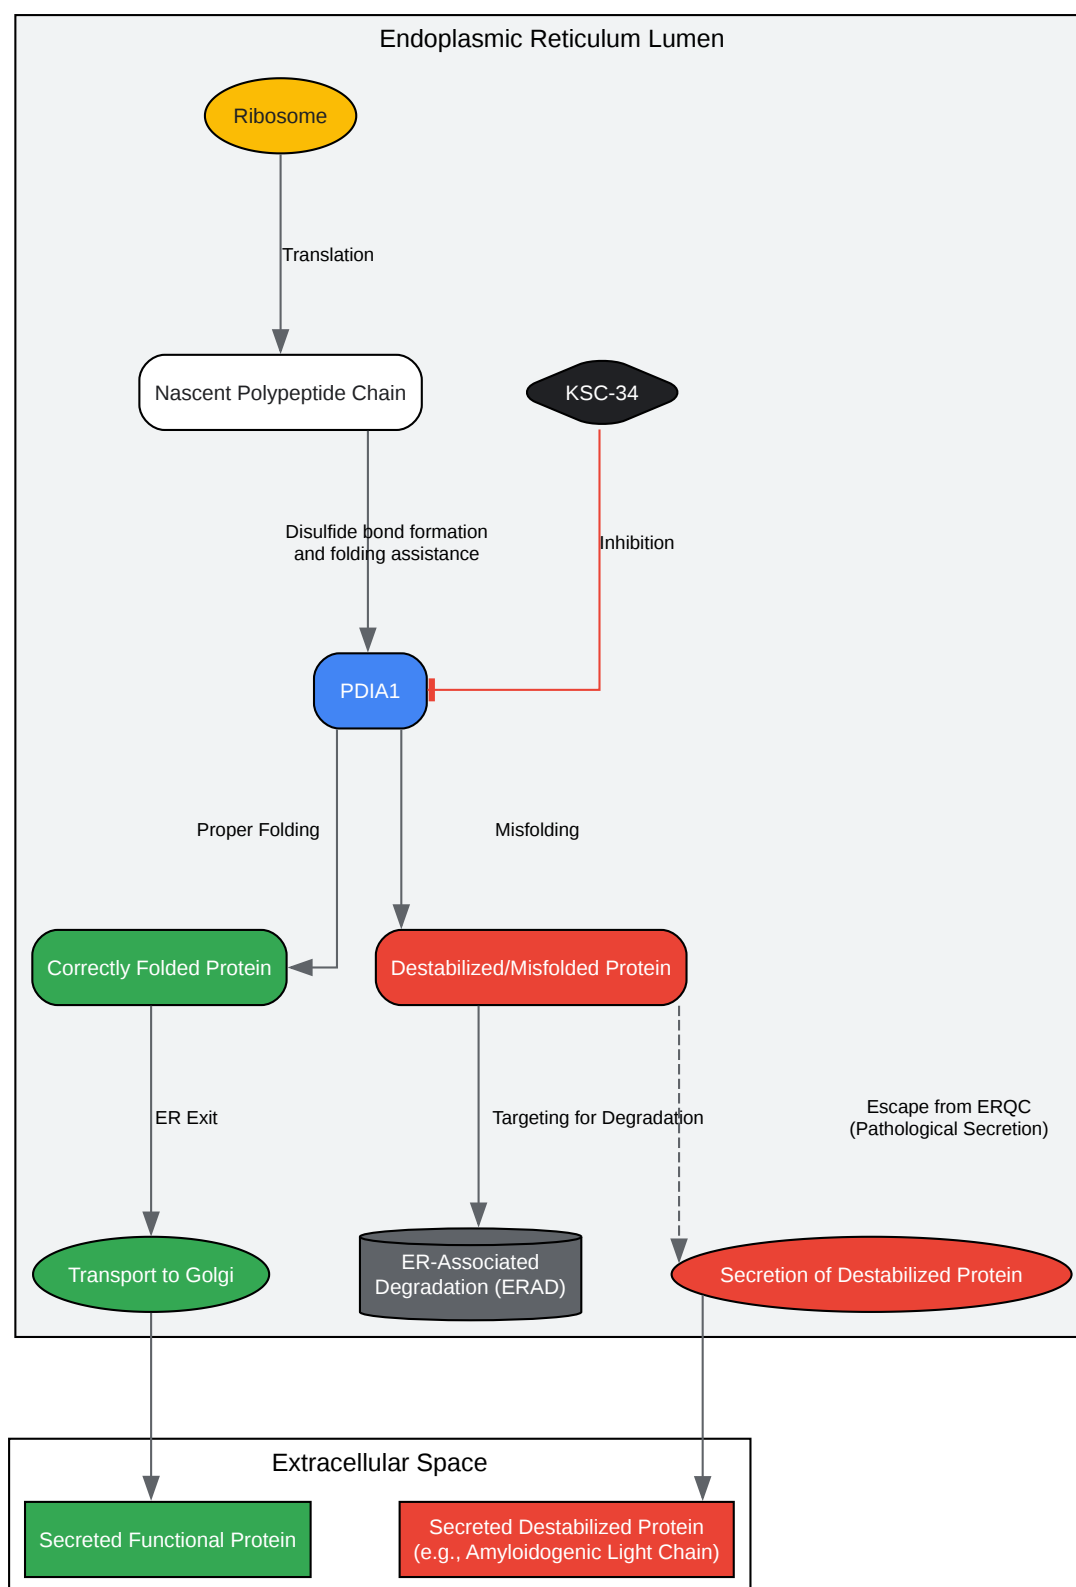 Endoplasmic Reticulum Lumen
Ribosome
Translation
Nascent Polypeptide Chain
KSC-34
Disulfide bond formation
and folding assistance
Inhibition
PDIA1
Proper Folding
Misfolding
Correctly Folded Protein
Destabilized/Misfolded Protein
ER Exit
Targeting for Degradation
Escape from ERQC
(Pathological Secretion)
Transport to Golgi
ER-Associated
Degradation (ERAD)
Secretion of Destabilized Protein
Extracellular Space
Secreted Functional Protein
Secreted Destabilized Protein
(e.g., Amyloidogenic Light Chain)